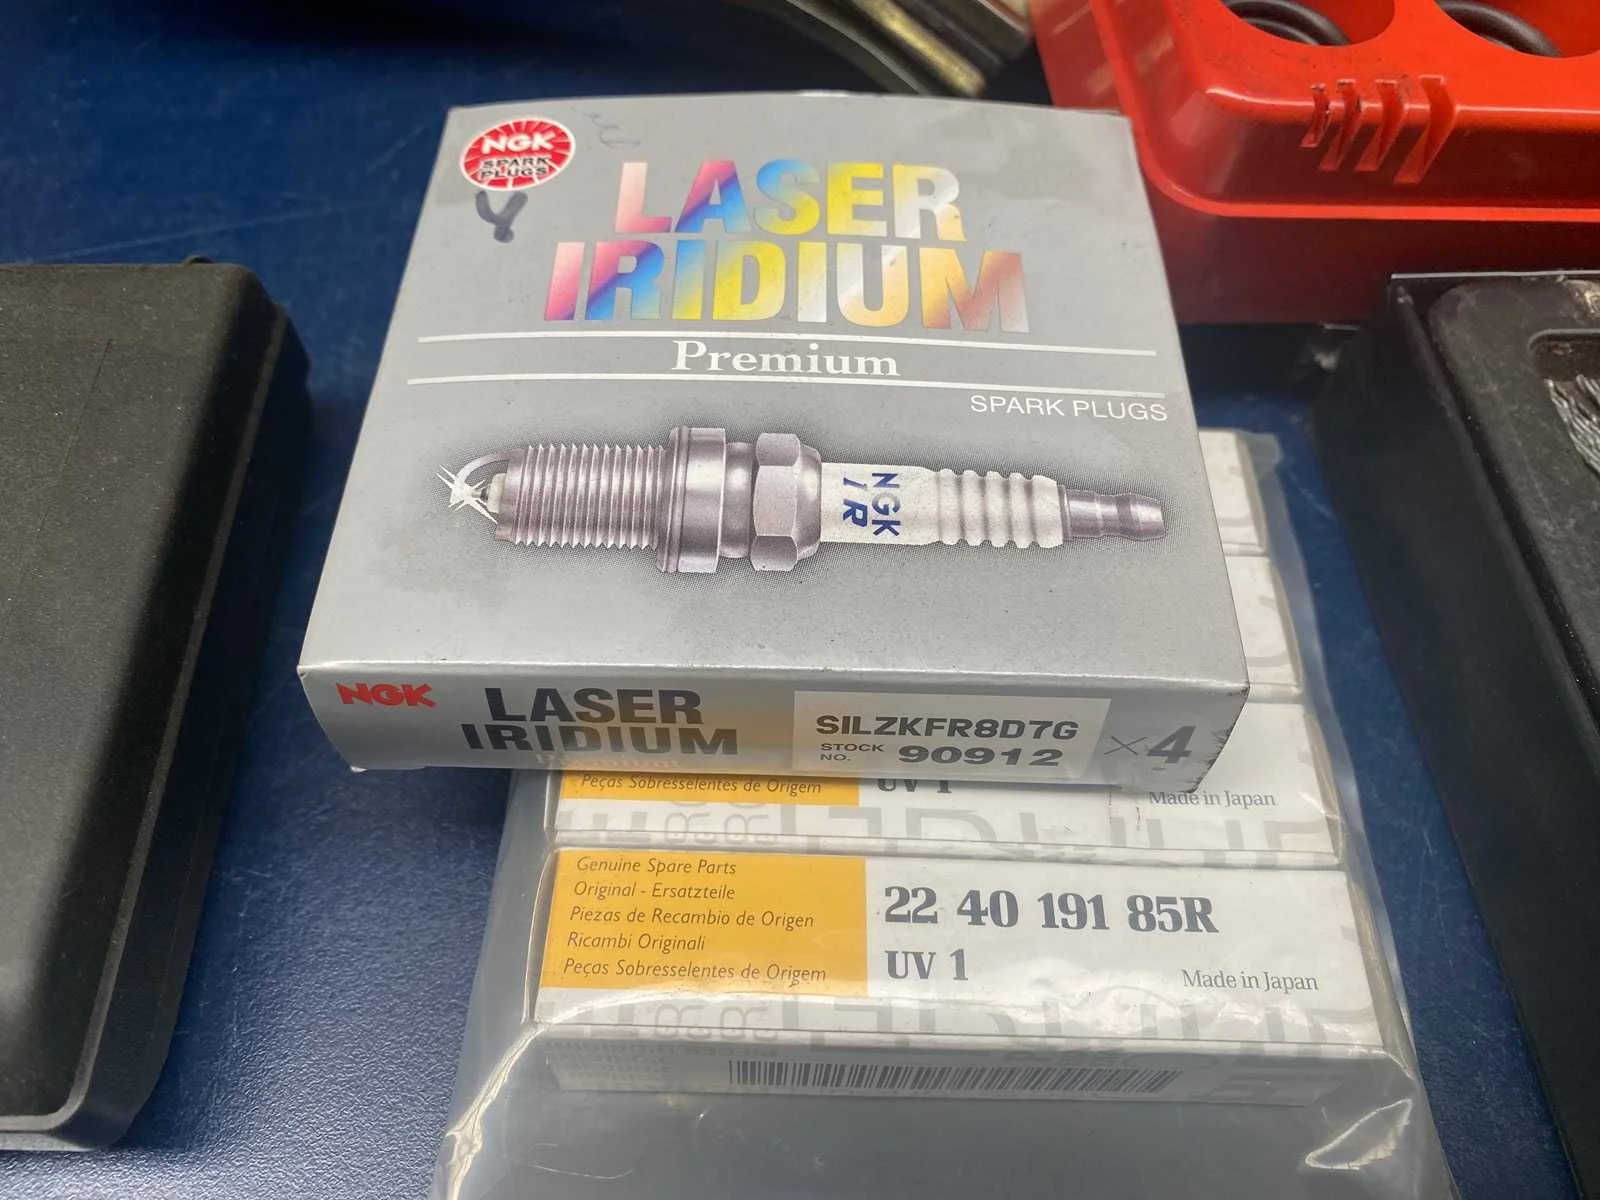 NGK
SPARK
PLUGS
Y
LASER
IRIDIUM
Premium
SPARK PLUGS
NGK
IR
NGK
LASER
IRIDIUM
Premium
SILZKFR8D7G
STOCK
NO. 90912
×4
Peças Sobresselentes de Origem
UV 1
Made in Japan
Genuine Spare Parts
Original - Ersatzteile
Piezas de Recambio de Origen
Ricambi Originali
Peças Sobresselentes de Origem
22 40 191 85R
UV 1
Made in Japan